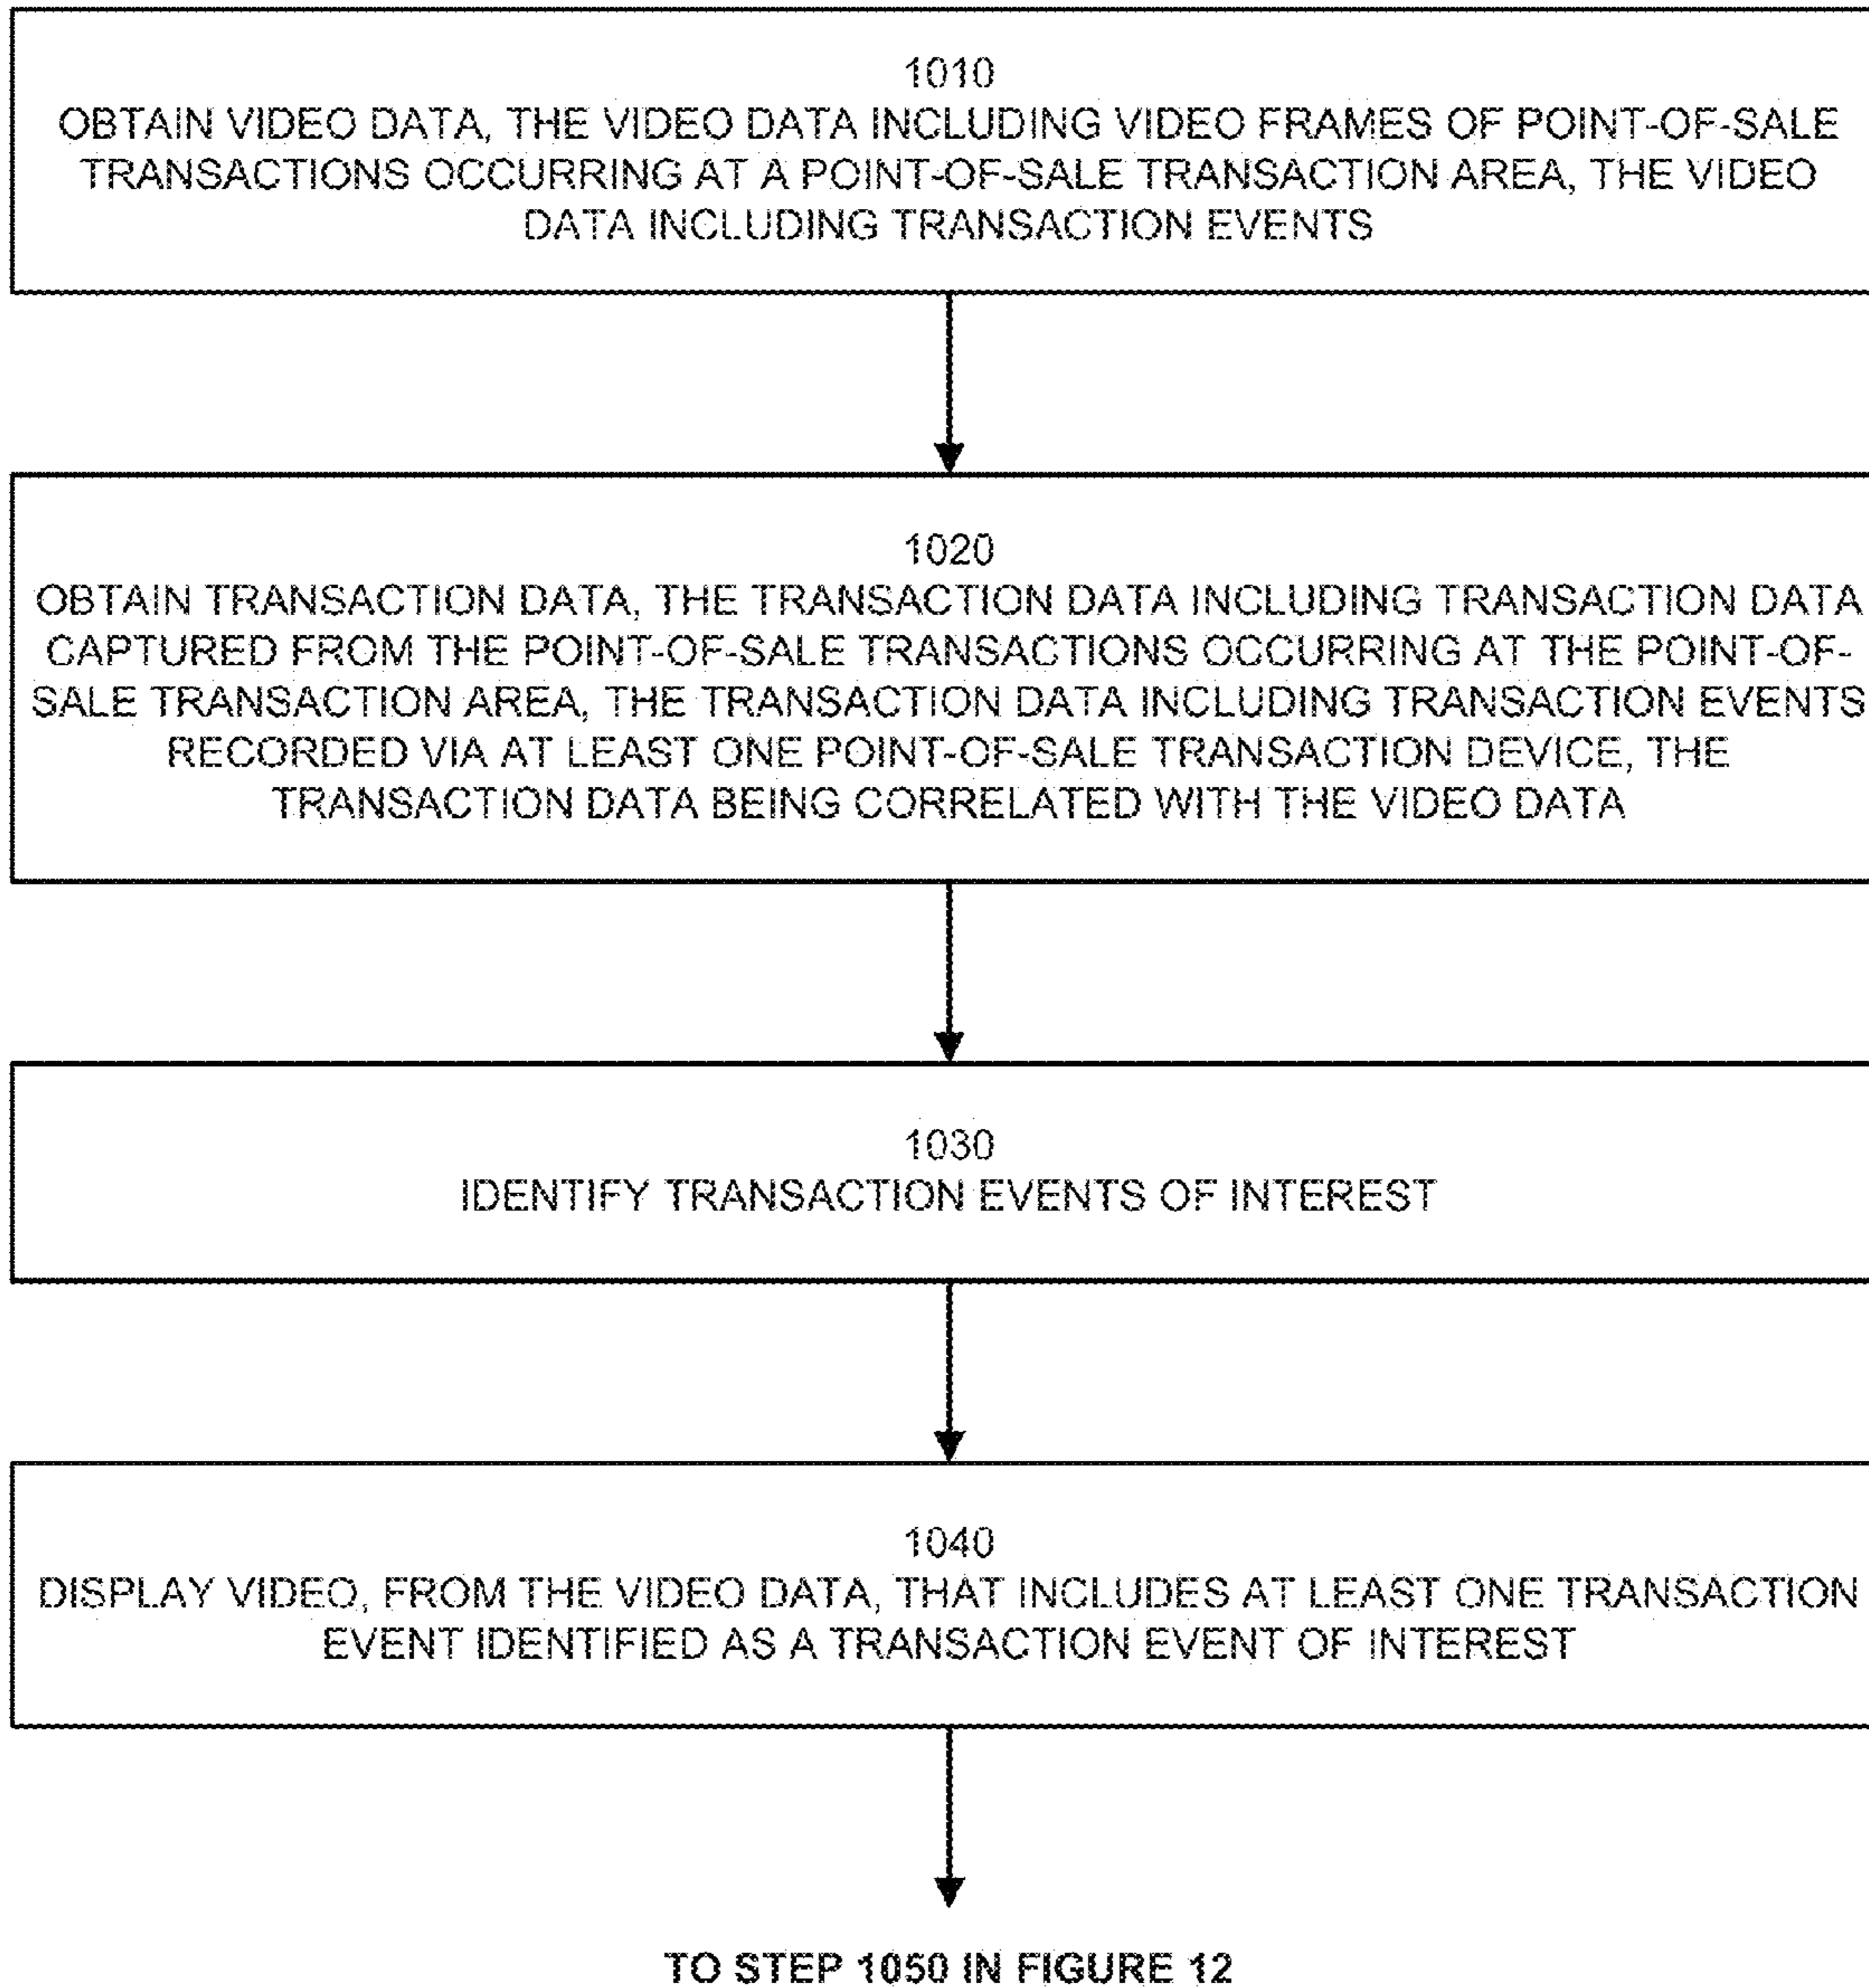 1010
OBTAIN VIDEO DATA, THE VIDEO DATA INCLUDING VIDEO FRAMES OF POINT-OF-SALE
TRANSACTIONS OCCURRING AT A POINT-OF-SALE TRANSACTION AREA, THE VIDEO
DATA INCLUDING TRANSACTION EVENTS
1020
OBTAIN TRANSACTION DATA, THE TRANSACTION DATA INCLUDING TRANSACTION DATA
CAPTURED FROM THE POINT-OF-SALE TRANSACTIONS OCCURRING AT THE POINT-OF-
SALE TRANSACTION AREA, THE TRANSACTION DATA INCLUDING TRANSACTION EVENTS
RECORDED VIA AT LEAST ONE POINT-OF-SALE TRANSACTION DEVICE, THE
TRANSACTION DATA BEING CORRELATED WITH THE VIDEO DATA
1030
IDENTIFY TRANSACTION EVENTS OF INTEREST
1040
DISPLAY VIDEO, FROM THE VIDEO DATA, THAT INCLUDES AT LEAST ONE TRANSACTION
EVENT IDENTIFIED AS A TRANSACTION EVENT OF INTEREST
TO STEP 1050 IN FIGURE 12